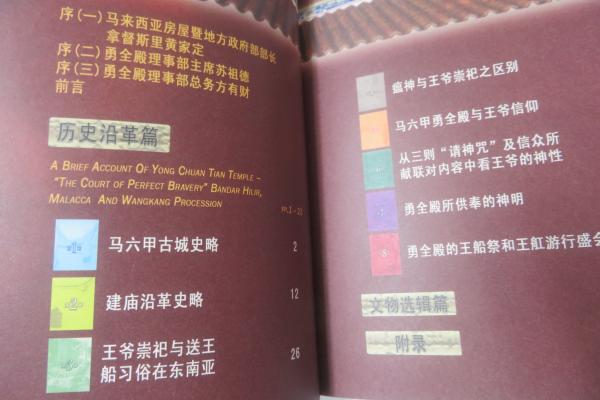 序（一）马来西亚房屋暨地方政府部部长
拿督斯里黄家定
序（二）勇全殿理事部主席苏祖德
序（三）勇全殿理事部总务方有财
前言
历史沿革篇
A BRIEF ACCOUNT OF YONG CHUAN TIAN TEMPLE –
“THE COURT OF PERFECT BRAVERY” BANDAR HILIR,
MALACCA AND WANGKANG PROCESSION
马六甲古城史略 2
建庙沿革史略 12
王爷崇祀与送王 26
船习俗在东南亚
瘟神与王爷崇祀之区别
马六甲勇全殿与王爷信仰
从三则“请神咒”及信众所
献联对内容中看王爷的神性
勇全殿所供奉的神明
8
勇全殿的王船祭和王舡游行盛会
文物选辑篇
附录